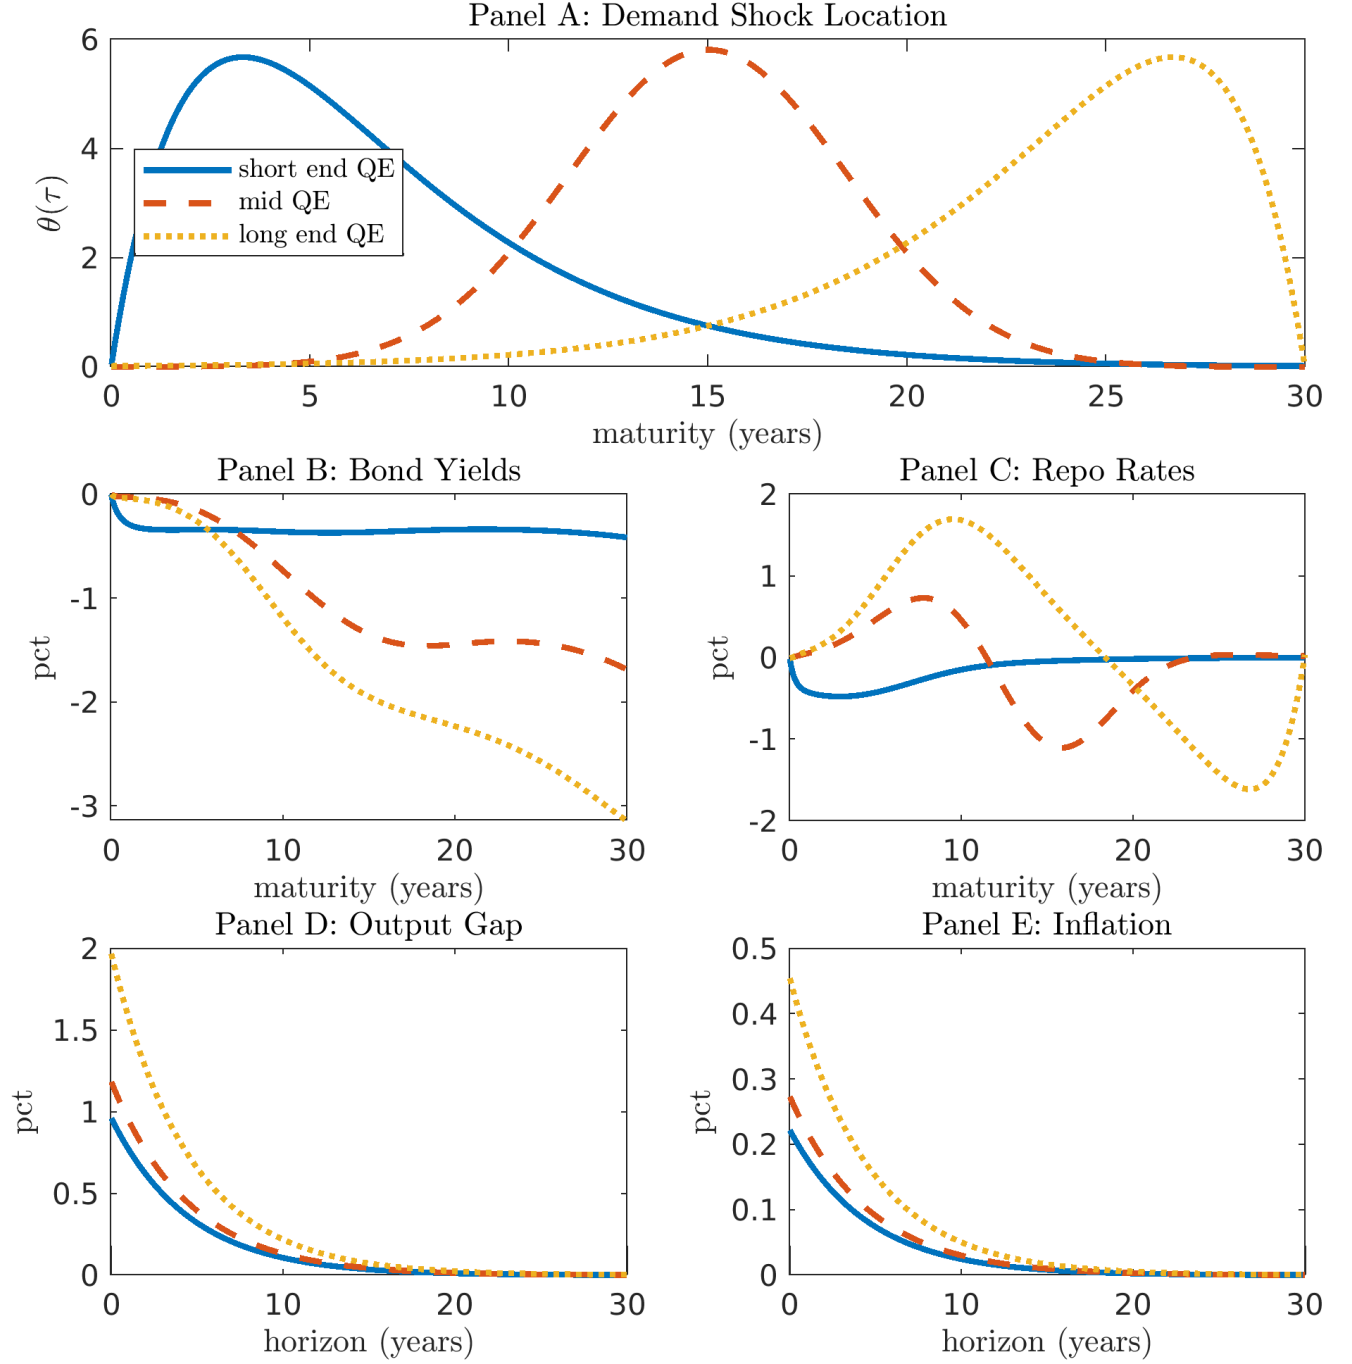 Panel A: Demand Shock Location
6
4
2
0
θ(τ)
short end QE
mid QE
long end QE
0 5 10 15 20 25 30
maturity (years)
Panel B: Bond Yields
0
-1
-2
-3
pct
0 10 20 30
maturity (years)
Panel C: Repo Rates
2
1
0
-1
-2
pct
0 10 20 30
maturity (years)
Panel D: Output Gap
2
1.5
1
0.5
0
pct
0 10 20 30
horizon (years)
Panel E: Inflation
0.5
0.4
0.3
0.2
0.1
0
pct
0 10 20 30
horizon (years)